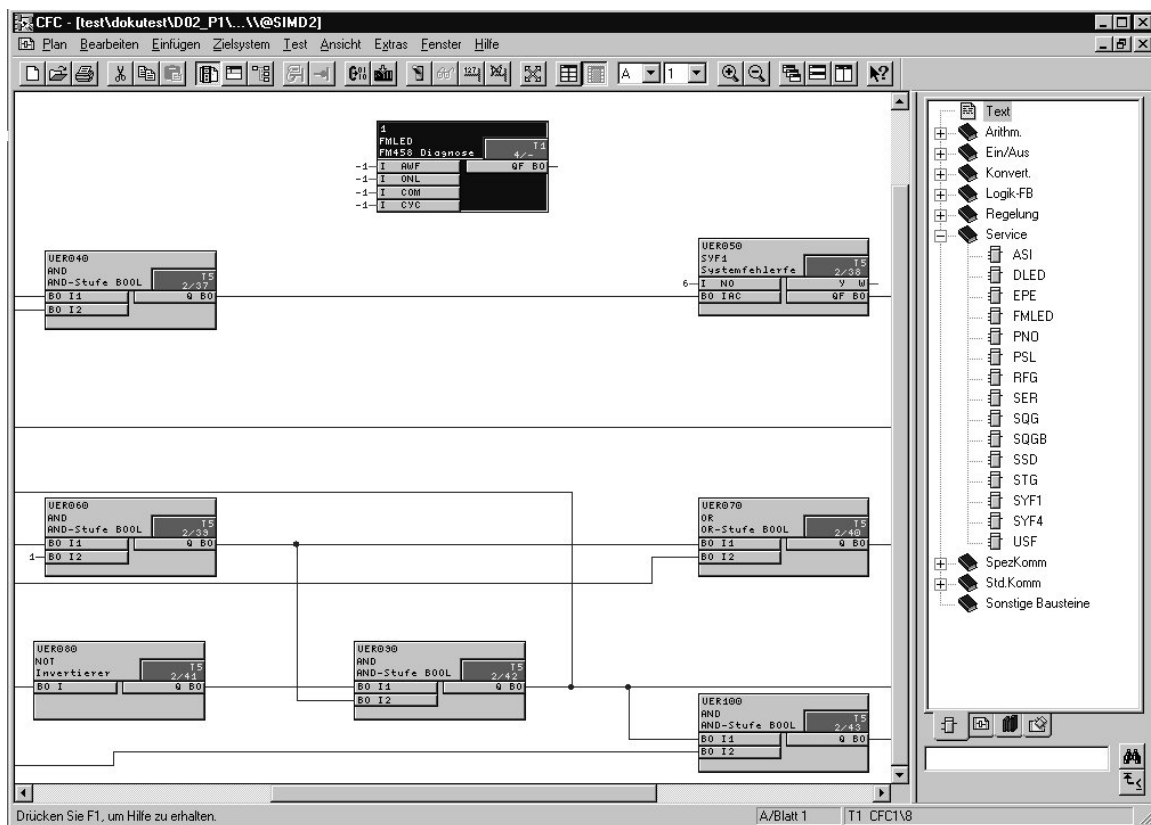 CFC - [test\dokutest\D02_P1\...\\@SIMD2]
Plan Bearbeiten Einfügen Zielsystem Test Ansicht Extras Fenster Hilfe
A 1
1
FMLED
FM458 Diagnose
T1
4/-
-1 I AWF QF BO
-1 I ONL
-1 I COM
-1 I CYC
UER040
AND
AND-Stufe BOOL
T5
2/37
BO I1 Q BO
BO I2
UER050
SYF1
Systemfehlerfe
T5
2/38
6 I NO Y W
BO IAC QF BO
UER060
AND
AND-Stufe BOOL
T5
2/39
BO I1 Q BO
1 BO I2
UER070
OR
OR-Stufe BOOL
T5
2/40
BO I1 Q BO
BO I2
UER080
NOT
Invertierer
T5
2/41
BO I Q BO
UER090
AND
AND-Stufe BOOL
T5
2/42
BO I1 Q BO
BO I2
UER100
AND
AND-Stufe BOOL
T5
2/43
BO I1 Q BO
BO I2
Text
Arithm.
Ein/Aus
Konvert.
Logik-FB
Regelung
Service
ASI
DLED
EPE
FMLED
PNO
PSL
RFG
SER
SQG
SQGB
SSD
STG
SYF1
SYF4
USF
SpezKomm
Std.Komm
Sonstige Bausteine
Drücken Sie F1, um Hilfe zu erhalten.
A/Blatt 1
T1 CFC1\8